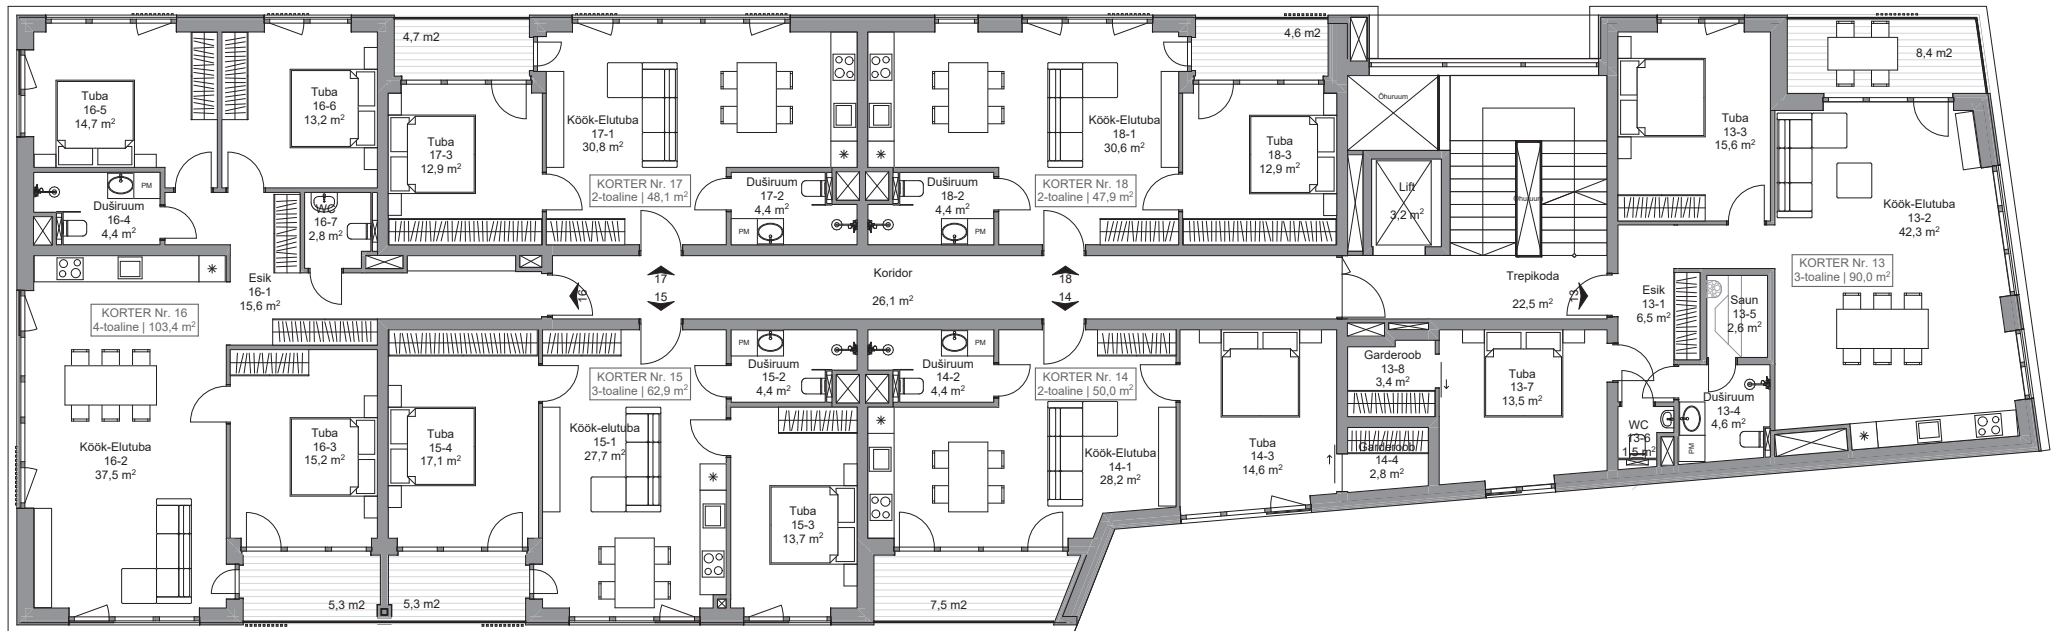 4,7 m2
4,6 m2
8,4 m2
Tuba
16-5
14,7 m²
Tuba
16-6
13,2 m²
Tuba
17-3
12,9 m²
Köök-Elutuba
17-1
30,8 m²
Köök-Elutuba
18-1
30,6 m²
Tuba
18-3
12,9 m²
Õhuruum
Lift
3,2 m²
Õhuruum
Tuba
13-3
15,6 m²
Köök-Elutuba
13-2
42,3 m²
PM
Duširuum
16-4
4,4 m²
WC
16-7
2,8 m²
KORTER Nr. 17
2-toaline | 48,1 m²
Duširuum
17-2
4,4 m²
PM
Duširuum
18-2
4,4 m²
PM
KORTER Nr. 18
2-toaline | 47,9 m²
Esik
16-1
15,6 m²
KORTER Nr. 16
4-toaline | 103,4 m²
16
17
15
Koridor
26,1 m²
18
14
Trepikoda
22,5 m²
13
Esik
13-1
6,5 m²
Saun
13-5
2,6 m²
KORTER Nr. 13
3-toaline | 90,0 m²
Köök-Elutuba
16-2
37,5 m²
Tuba
16-3
15,2 m²
Tuba
15-4
17,1 m²
KORTER Nr. 15
3-toaline | 62,9 m²
Köök-elutuba
15-1
27,7 m²
PM
Duširuum
15-2
4,4 m²
Tuba
15-3
13,7 m²
PM
Duširuum
14-2
4,4 m²
KORTER Nr. 14
2-toaline | 50,0 m²
Köök-Elutuba
14-1
28,2 m²
Tuba
14-3
14,6 m²
Garderoob
13-8
3,4 m²
Garderoob
14-4
2,8 m²
Tuba
13-7
13,5 m²
WC
13-6
1,5 m²
Duširuum
13-4
4,6 m²
PM
5,3 m2
5,3 m2
7,5 m2